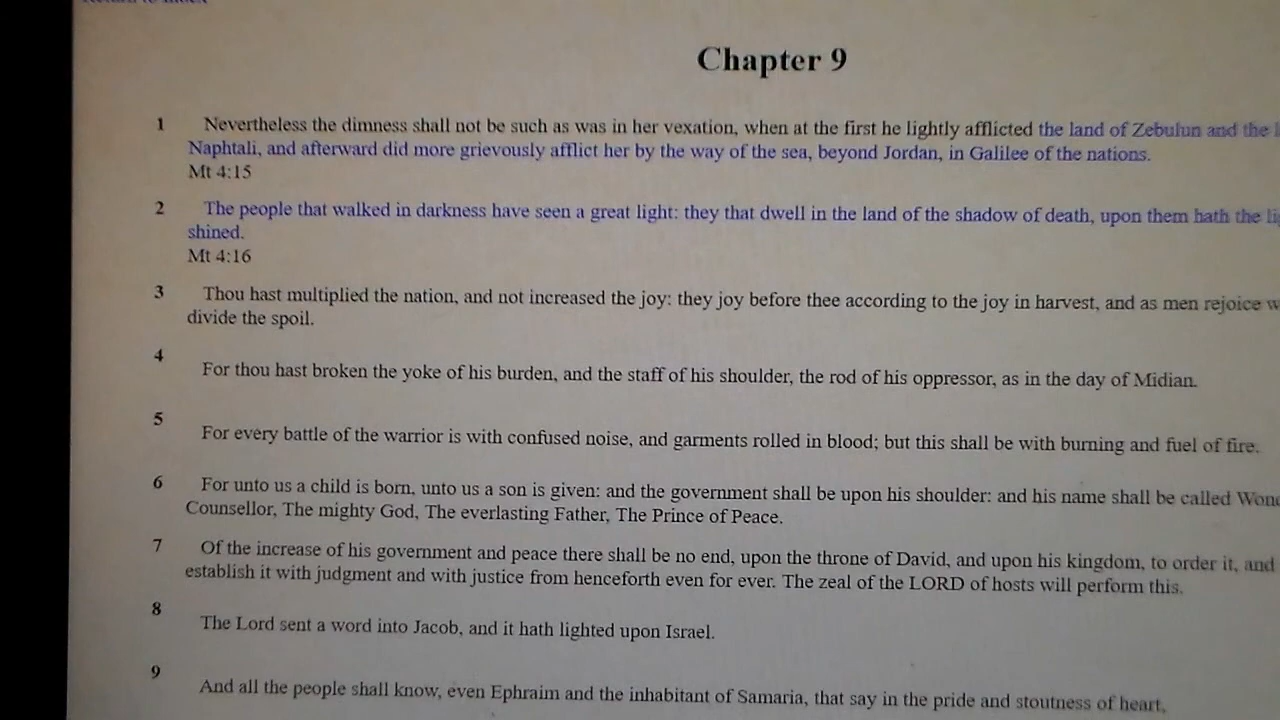 Chapter 9
1 Nevertheless the dimness shall not be such as was in her vexation, when at the first he lightly afflicted the land of Zebulun and the
Naphtali, and afterward did more grievously afflict her by the way of the sea, beyond Jordan, in Galilee of the nations.
Mt 4:15
2 The people that walked in darkness have seen a great light: they that dwell in the land of the shadow of death, upon them hath the
shined.
Mt 4:16
3 Thou hast multiplied the nation, and not increased the joy: they joy before thee according to the joy in harvest, and as men rejoice
divide the spoil.
4 For thou hast broken the yoke of his burden, and the staff of his shoulder, the rod of his oppressor, as in the day of Midian.
5 For every battle of the warrior is with confused noise, and garments rolled in blood; but this shall be with burning and fuel of fire.
6 For unto us a child is born, unto us a son is given: and the government shall be upon his shoulder: and his name shall be called
Counsellor, The mighty God, The everlasting Father, The Prince of Peace.
7 Of the increase of his government and peace there shall be no end, upon the throne of David, and upon his kingdom, to order it, and
establish it with judgment and with justice from henceforth even for ever. The zeal of the LORD of hosts will perform this.
8 The Lord sent a word into Jacob, and it hath lighted upon Israel.
9 And all the people shall know, even Ephraim and the inhabitant of Samaria, that say in the pride and stoutness of heart,